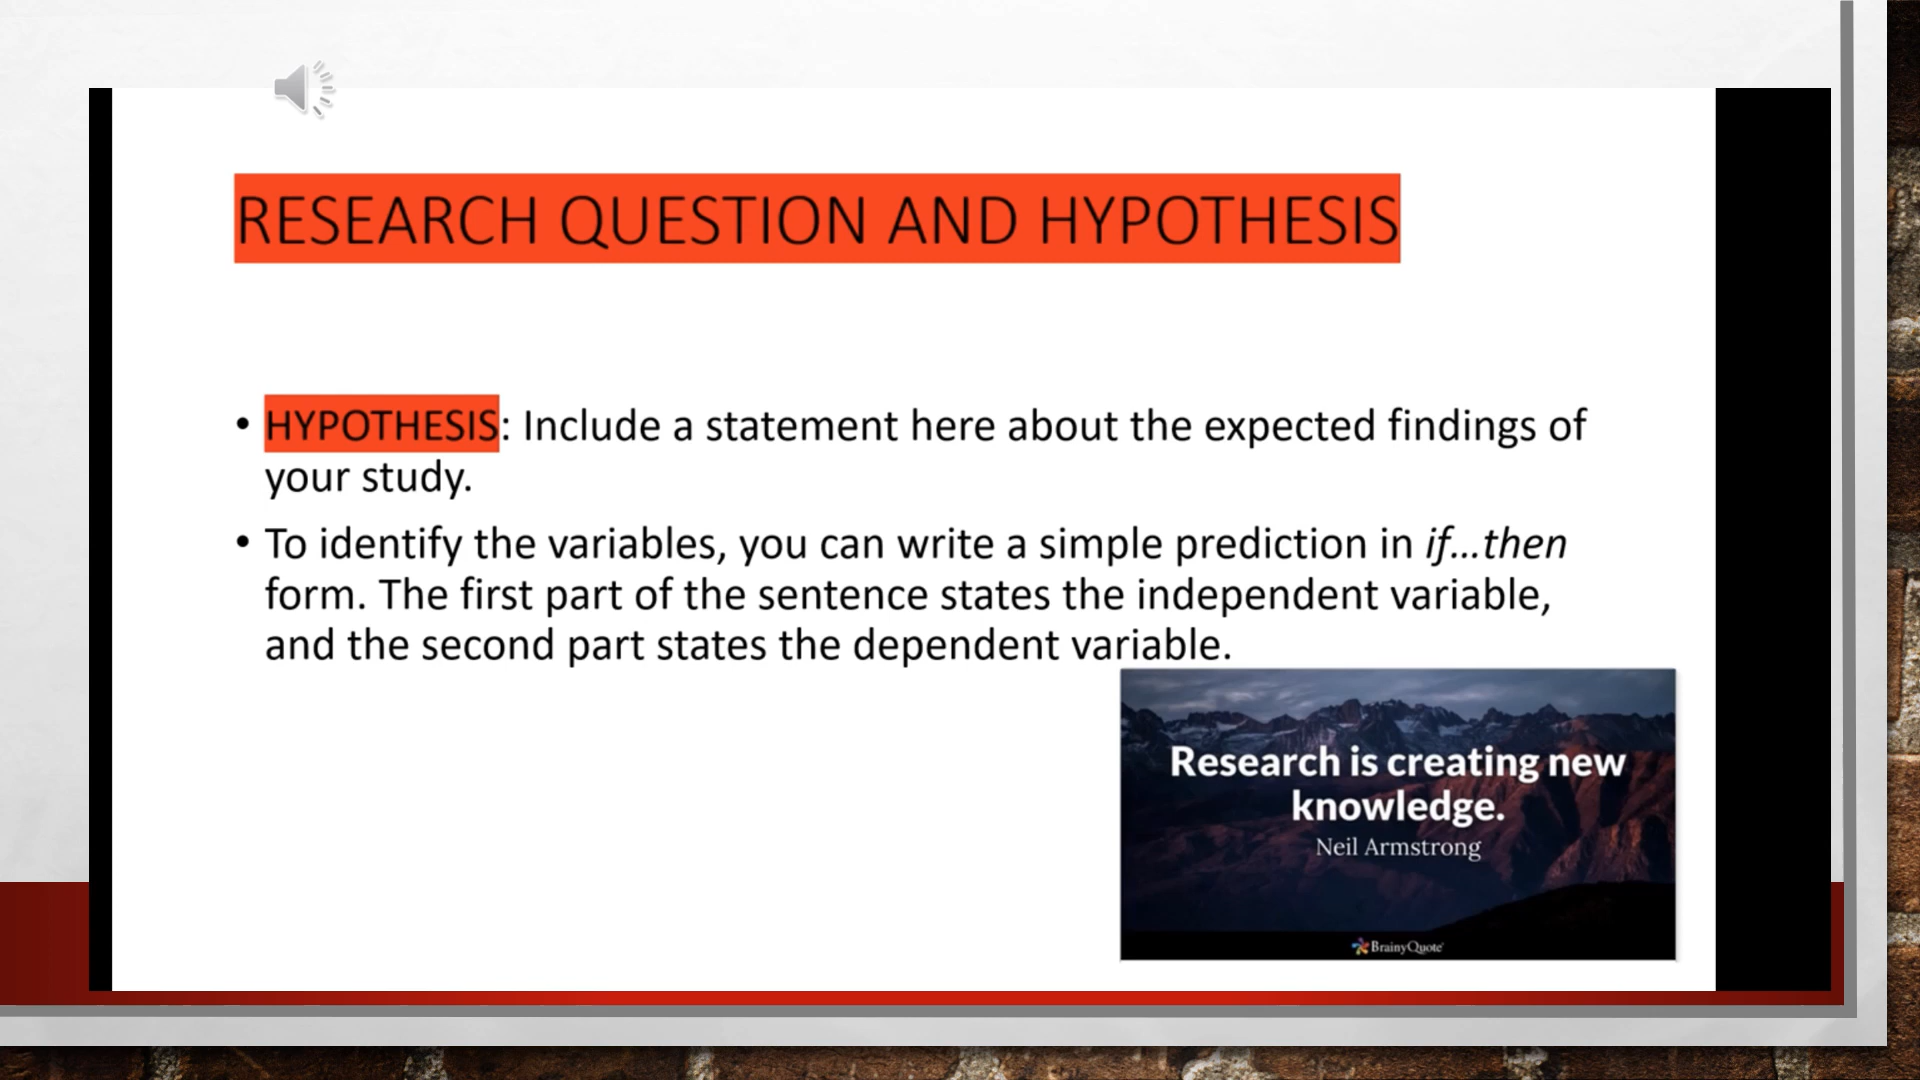 RESEARCH QUESTION AND HYPOTHESIS
• HYPOTHESIS: Include a statement here about the expected findings of
your study.
• To identify the variables, you can write a simple prediction in if...then
form. The first part of the sentence states the independent variable,
and the second part states the dependent variable.
Research is creating new
knowledge.
Neil Armstrong
BrainyQuote